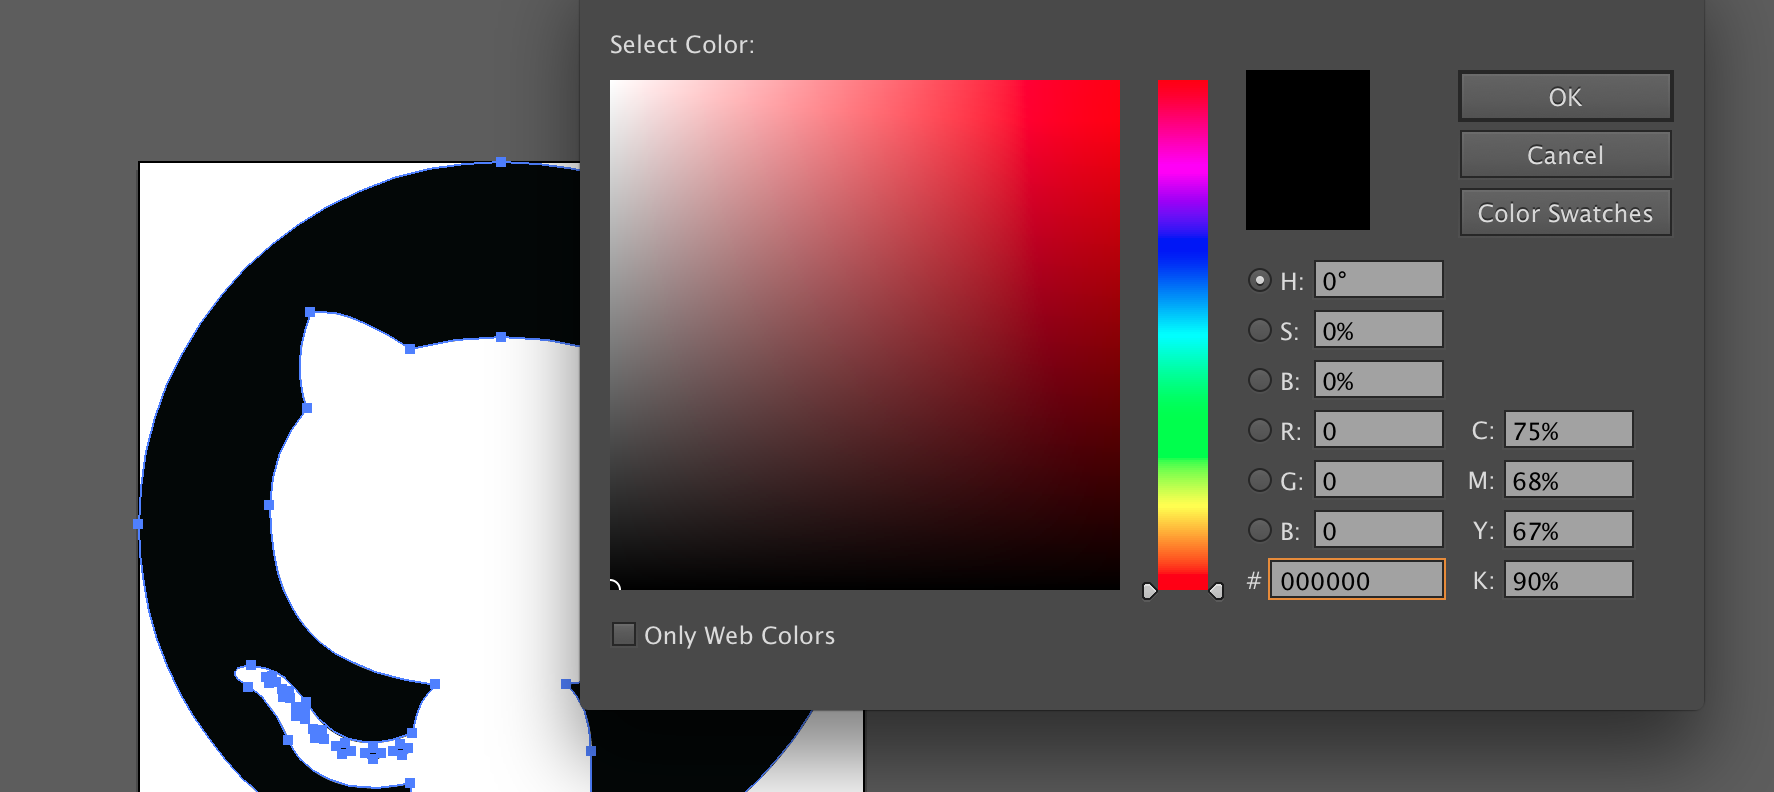 Select Color:
OK
Cancel
Color Swatches
H: 0°
S: 0%
B: 0%
R: 0 C: 75%
G: 0 M: 68%
B: 0 Y: 67%
# 000000 K: 90%
Only Web Colors